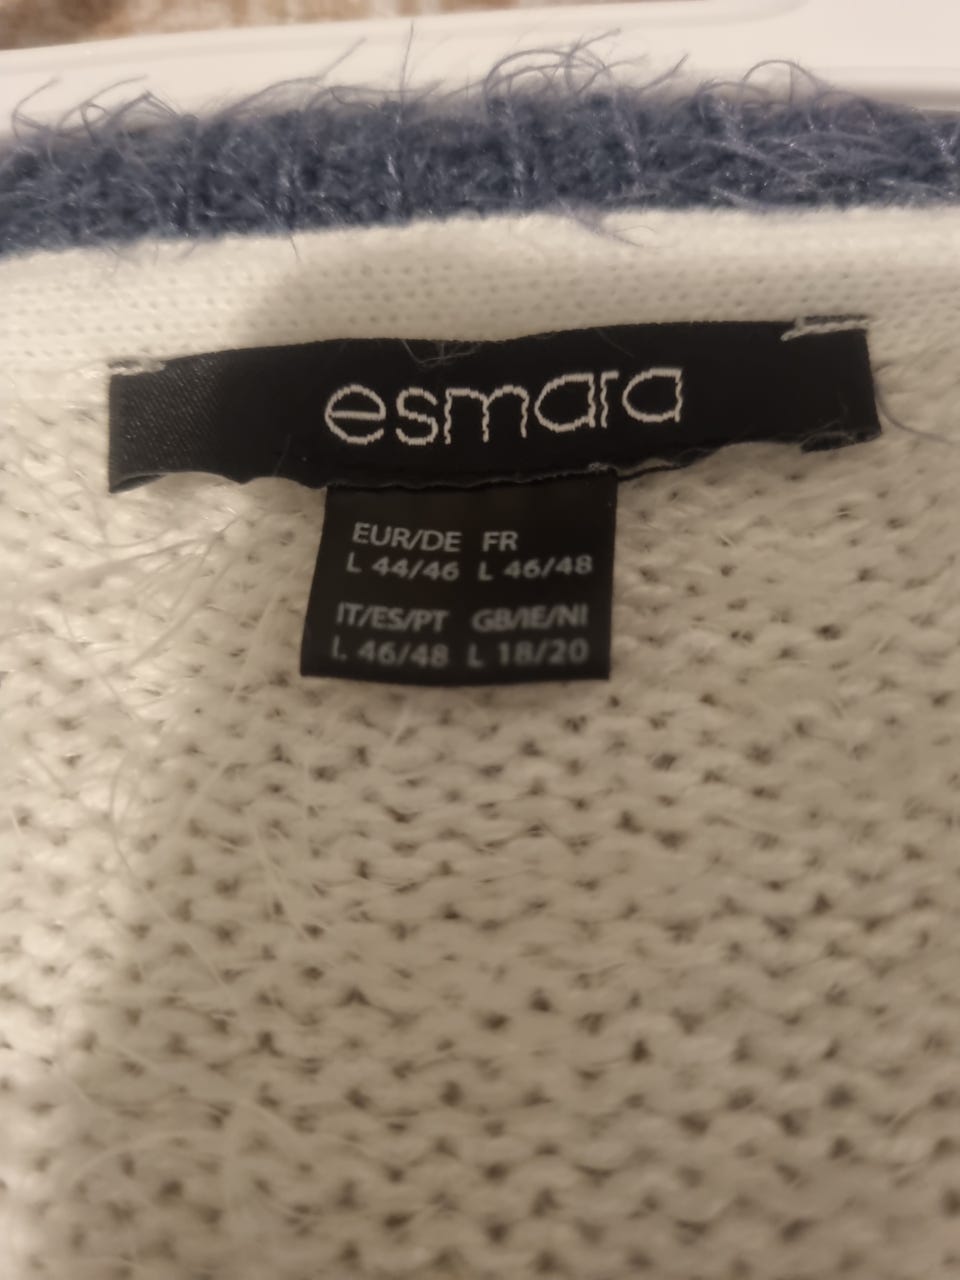 esmara
EUR/DE FR
L 44/46 L 46/48
IT/ES/PT GB/IE/NI
L 46/48 L 18/20